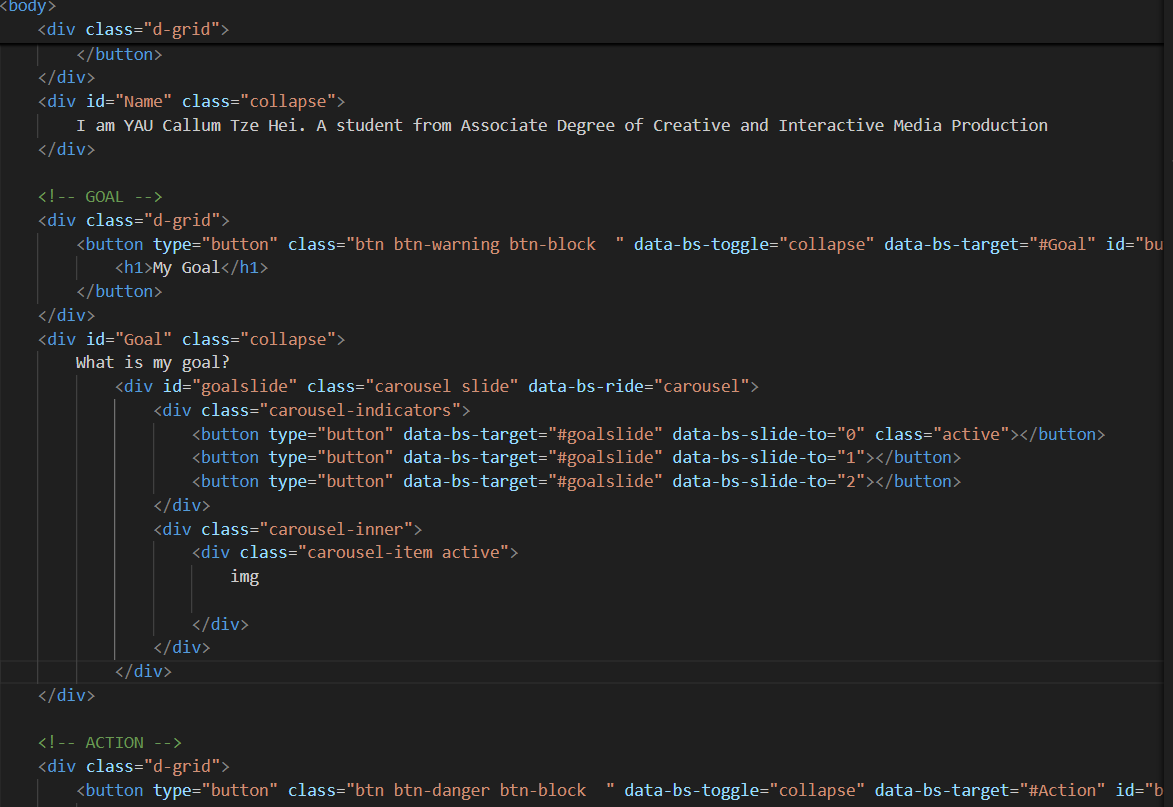 <body>
<div class="d-grid">
</button>
</div>
<div id="Name" class="collapse">
I am YAU Callum Tze Hei. A student from Associate Degree of Creative and Interactive Media Production
</div>
<!-- GOAL -->
<div class="d-grid">
<button type="button" class="btn btn-warning btn-block  " data-bs-toggle="collapse" data-bs-target="#Goal" id="bu
<h1>My Goal</h1>
</button>
</div>
<div id="Goal" class="collapse">
What is my goal?
<div id="goalslide" class="carousel slide" data-bs-ride="carousel">
<div class="carousel-indicators">
<button type="button" data-bs-target="#goalslide" data-bs-slide-to="0" class="active"></button>
<button type="button" data-bs-target="#goalslide" data-bs-slide-to="1"></button>
<button type="button" data-bs-target="#goalslide" data-bs-slide-to="2"></button>
</div>
<div class="carousel-inner">
<div class="carousel-item active">
img
</div>
</div>
</div>
</div>
<!-- ACTION -->
<div class="d-grid">
<button type="button" class="btn btn-danger btn-block  " data-bs-toggle="collapse" data-bs-target="#Action" id="b